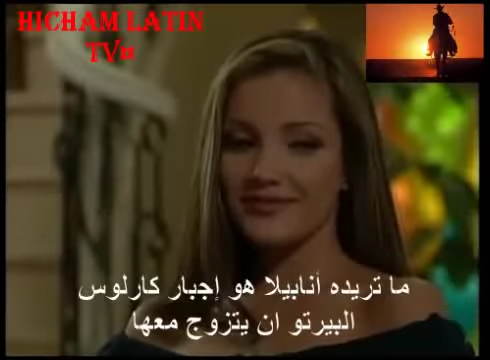 HICHAM LATIN
TV¤
ما تريده أنابيلا هو إجبار كارلوس
البيرتو ان يتزوج معها